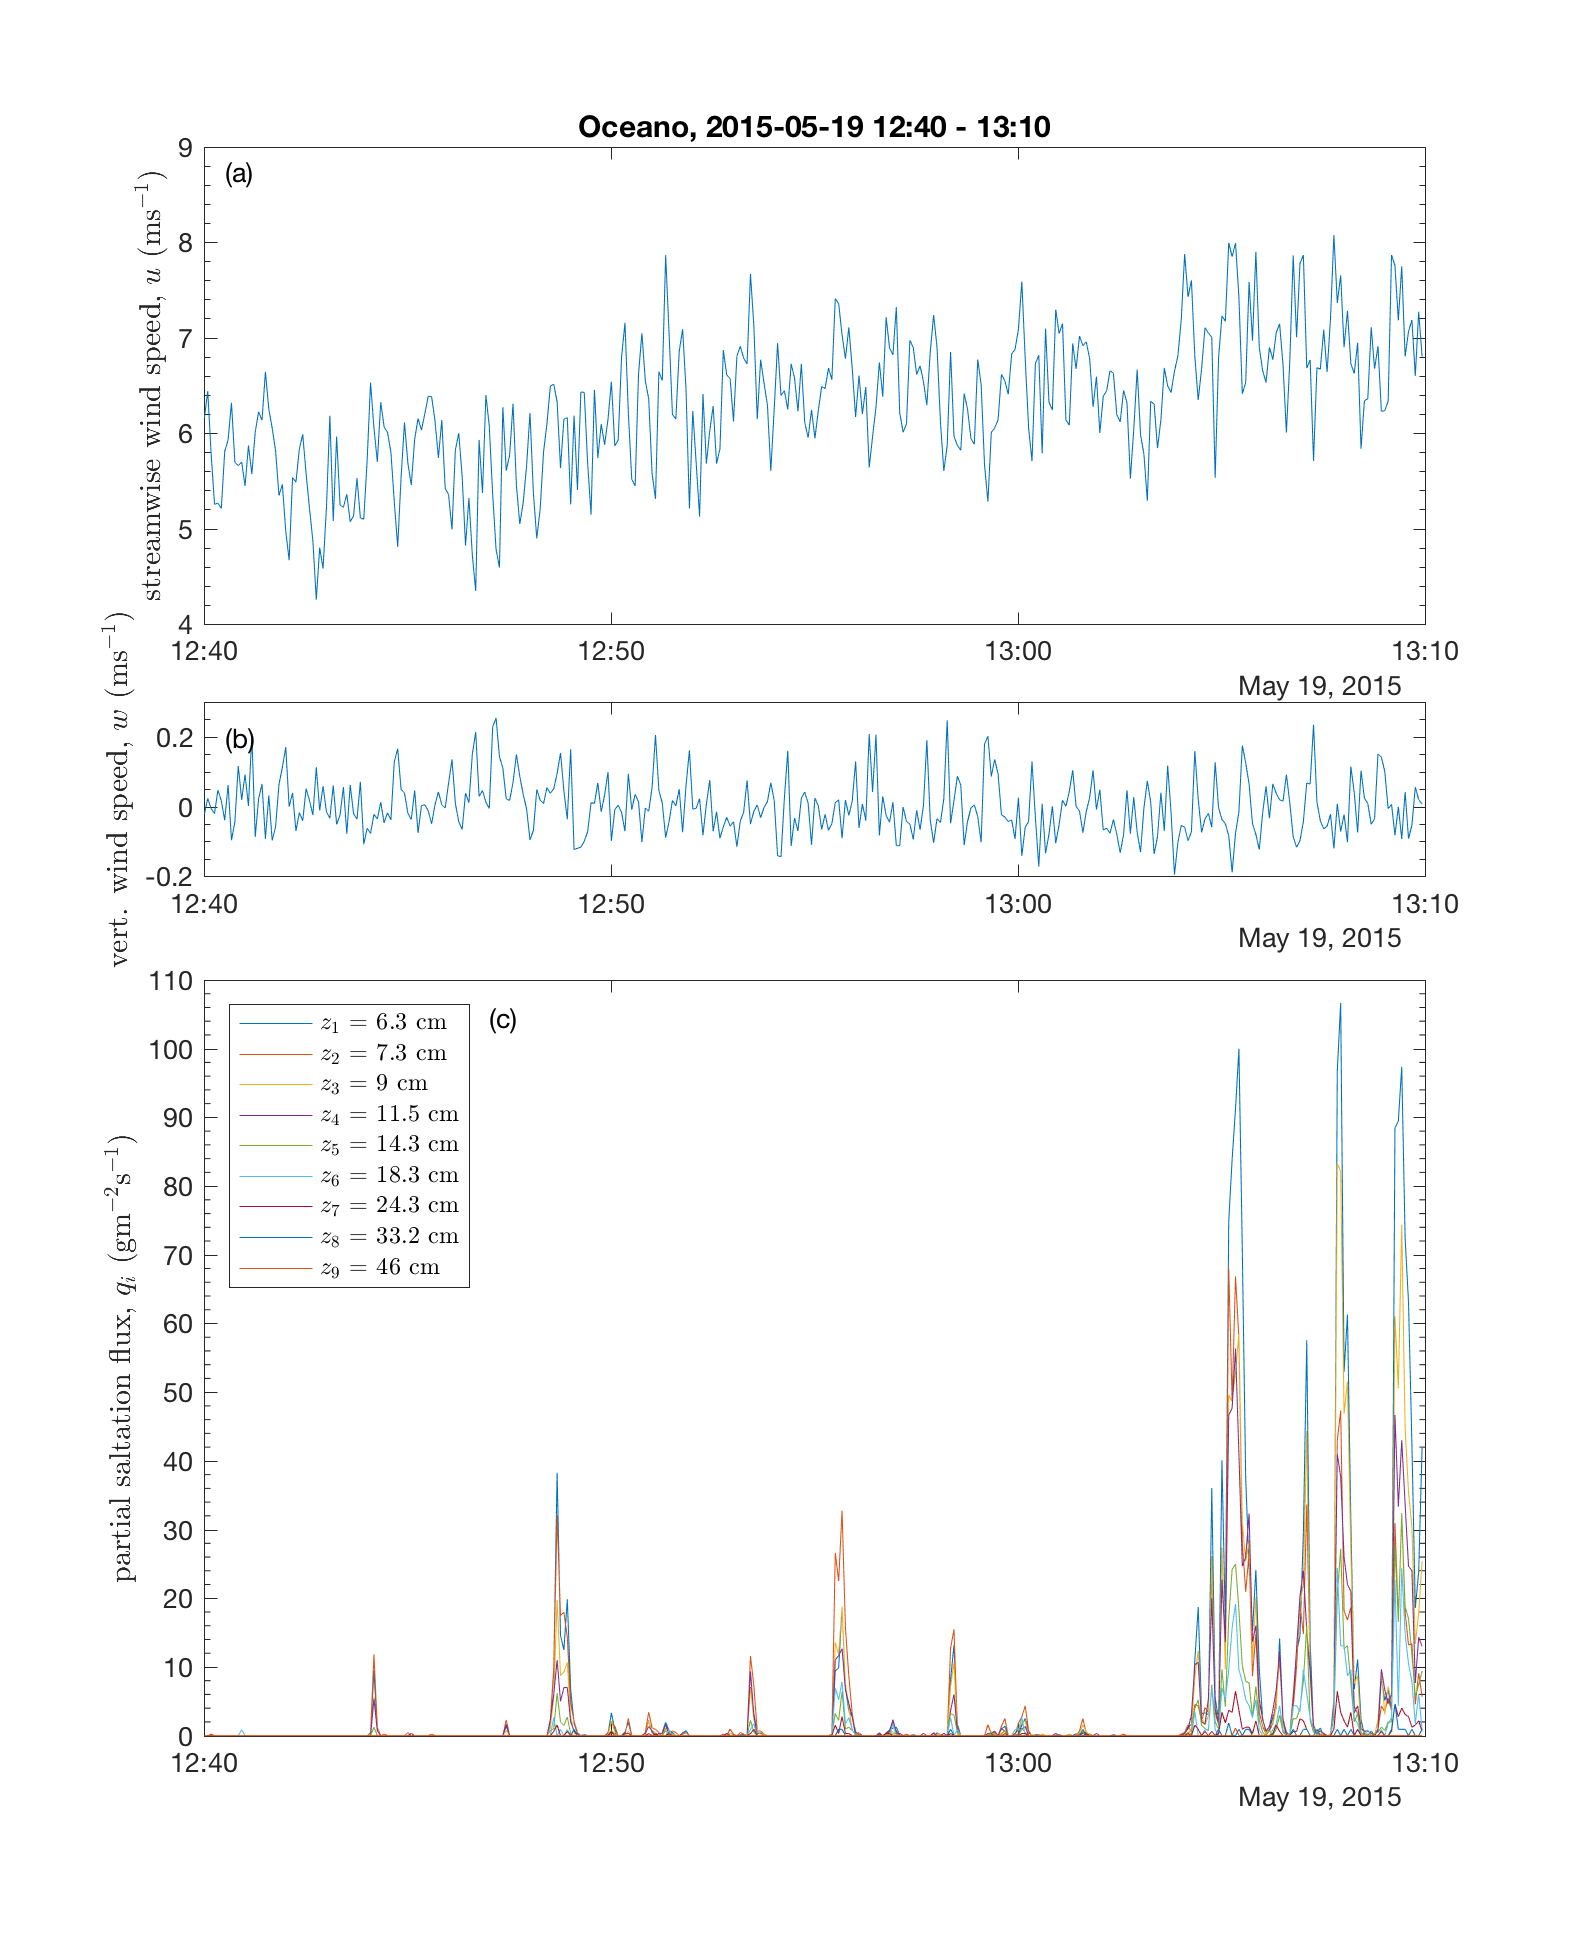 Oceano, 2015-05-19 12:40 - 13:10
(a)
streamwise wind speed, u (ms⁻¹)
9
8
7
6
5
4
12:40 12:50 13:00 13:10
May 19, 2015
(b)
vert. wind speed, w (ms⁻¹)
0.2
0
-0.2
12:40 12:50 13:00 13:10
May 19, 2015
(c)
partial saltation flux, qᵢ (gm⁻²s⁻¹)
110
100
90
80
70
60
50
40
30
20
10
0
z₁ = 6.3 cm
z₂ = 7.3 cm
z₃ = 9 cm
z₄ = 11.5 cm
z₅ = 14.3 cm
z₆ = 18.3 cm
z₇ = 24.3 cm
z₈ = 33.2 cm
z₉ = 46 cm
12:40 12:50 13:00 13:10
May 19, 2015